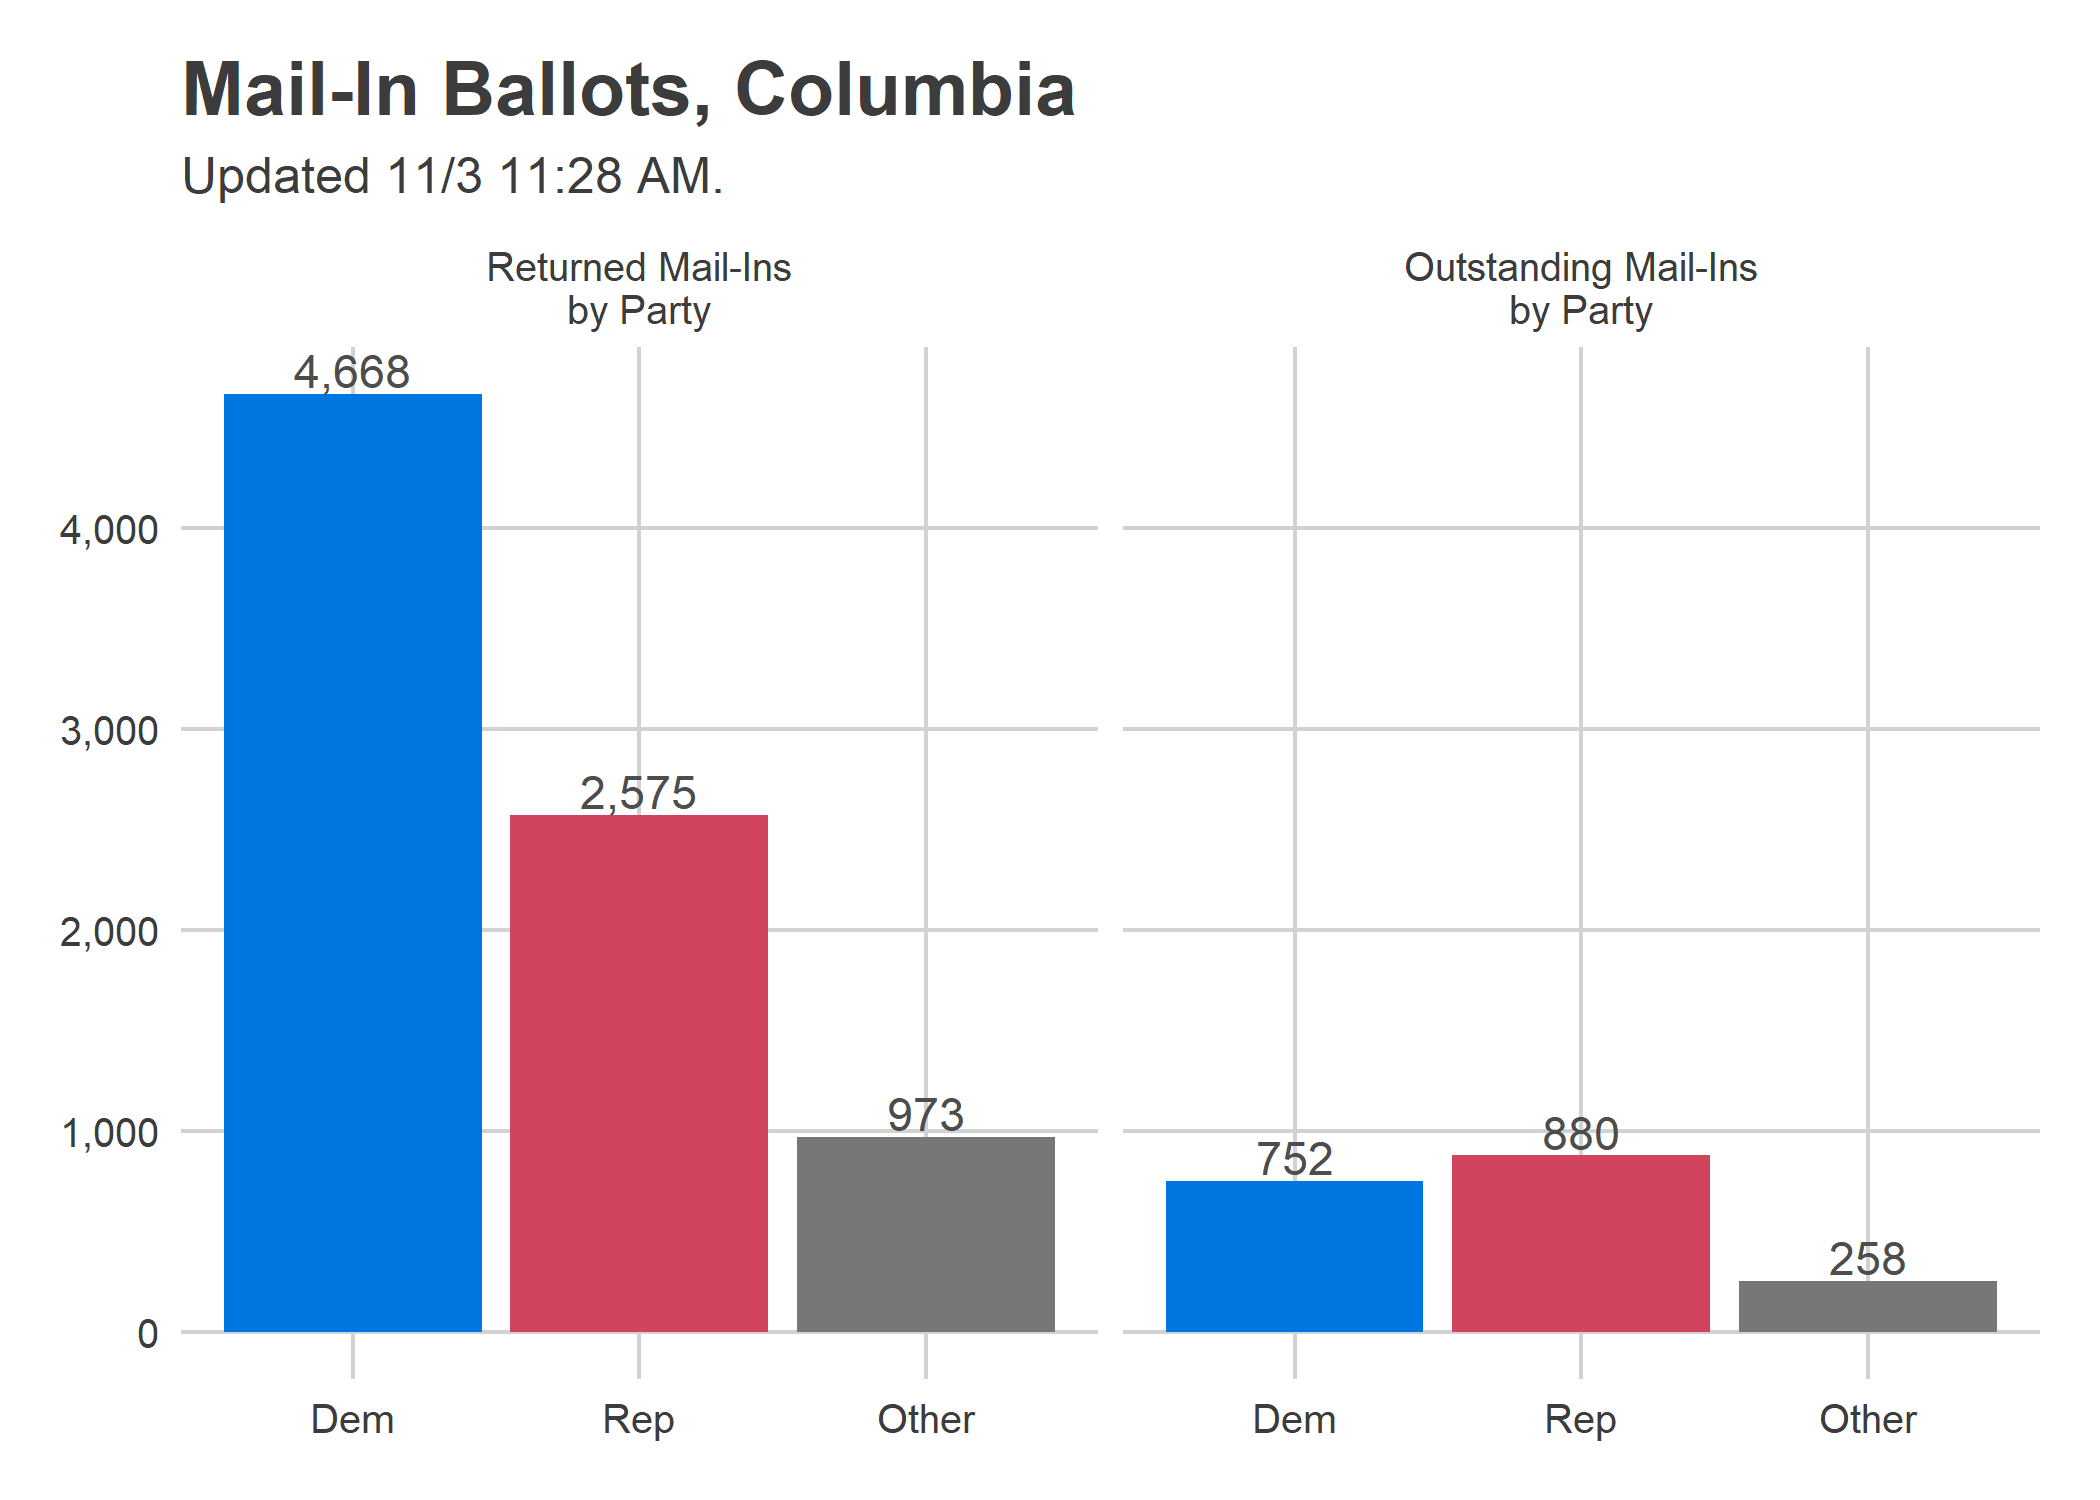 Mail-In Ballots, Columbia
Updated 11/3 11:28 AM.
Returned Mail-Ins
by Party
Outstanding Mail-Ins
by Party
4,668
2,575
973
752
880
258
4,000
3,000
2,000
1,000
0
Dem
Rep
Other
Dem
Rep
Other